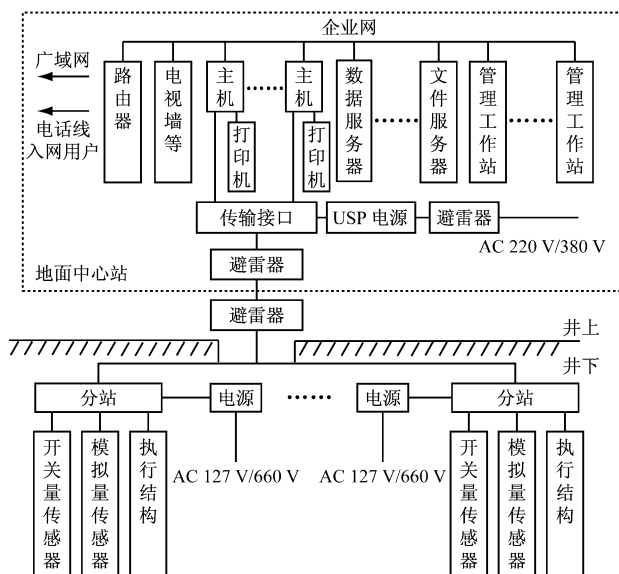 企业网
广域网
电话线
入网用户
路由器
电视墙等
主机
……
主机
打印机
打印机
数据服务器
……
文件服务器
管理工作站
……
管理工作站
传输接口
USP 电源
避雷器
AC 220 V/380 V
避雷器
地面中心站
避雷器
井上
井下
分站
电源
……
电源
分站
开关量传感器
模拟量传感器
执行结构
AC 127 V/660 V
AC 127 V/660 V
开关量传感器
模拟量传感器
执行结构